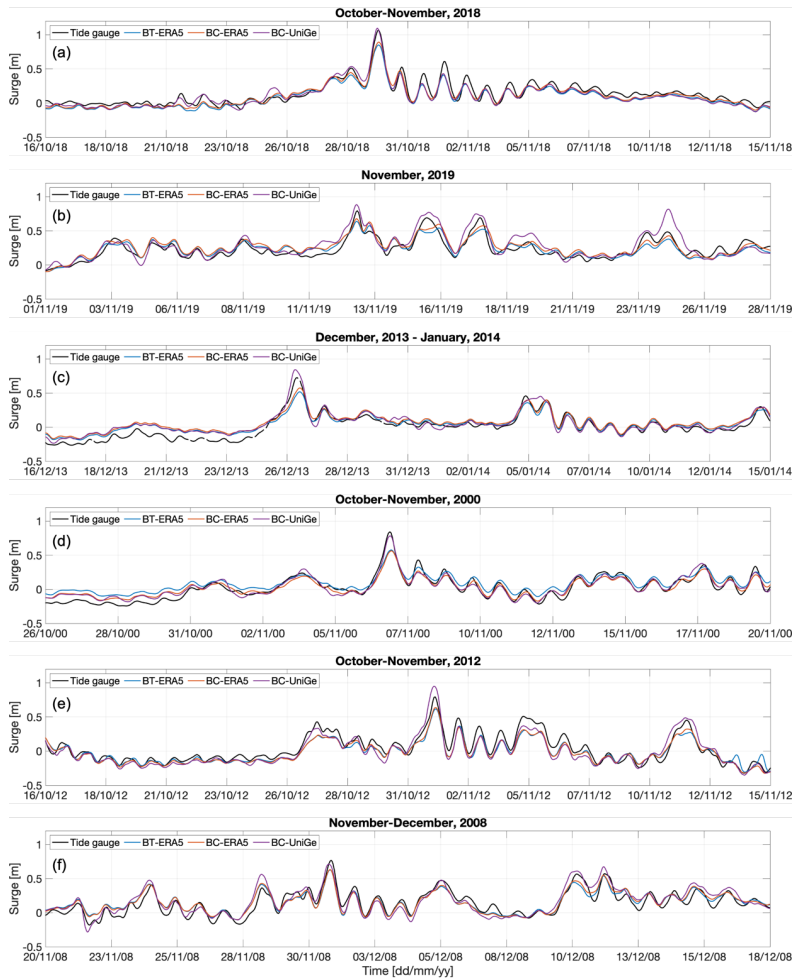 October-November, 2018
Tide gauge BT-ERA5 BC-ERA5 BC-UniGe
(a)
Surge [m]
1
0.5
0
-0.5
16/10/18 18/10/18 21/10/18 23/10/18 26/10/18 28/10/18 31/10/18 02/11/18 05/11/18 07/11/18 10/11/18 12/11/18 15/11/18
November, 2019
Tide gauge BT-ERA5 BC-ERA5 BC-UniGe
(b)
Surge [m]
1
0.5
0
-0.5
01/11/19 03/11/19 06/11/19 08/11/19 11/11/19 13/11/19 16/11/19 18/11/19 21/11/19 23/11/19 26/11/19 28/11/19
December, 2013 - January, 2014
Tide gauge BT-ERA5 BC-ERA5 BC-UniGe
(c)
Surge [m]
1
0.5
0
-0.5
16/12/13 18/12/13 21/12/13 23/12/13 26/12/13 28/12/13 31/12/13 02/01/14 05/01/14 07/01/14 10/01/14 12/01/14 15/01/14
October-November, 2000
Tide gauge BT-ERA5 BC-ERA5 BC-UniGe
(d)
Surge [m]
1
0.5
0
-0.5
26/10/00 28/10/00 31/10/00 02/11/00 05/11/00 07/11/00 10/11/00 12/11/00 15/11/00 17/11/00 20/11/00
October-November, 2012
Tide gauge BT-ERA5 BC-ERA5 BC-UniGe
(e)
Surge [m]
1
0.5
0
-0.5
16/10/12 18/10/12 21/10/12 23/10/12 26/10/12 28/10/12 31/10/12 02/11/12 05/11/12 07/11/12 10/11/12 12/11/12 15/11/12
November-December, 2008
Tide gauge BT-ERA5 BC-ERA5 BC-UniGe
(f)
Surge [m]
1
0.5
0
-0.5
20/11/08 23/11/08 25/11/08 28/11/08 30/11/08 03/12/08 05/12/08 08/12/08 10/12/08 13/12/08 15/12/08 18/12/08
Time [dd/mm/yy]